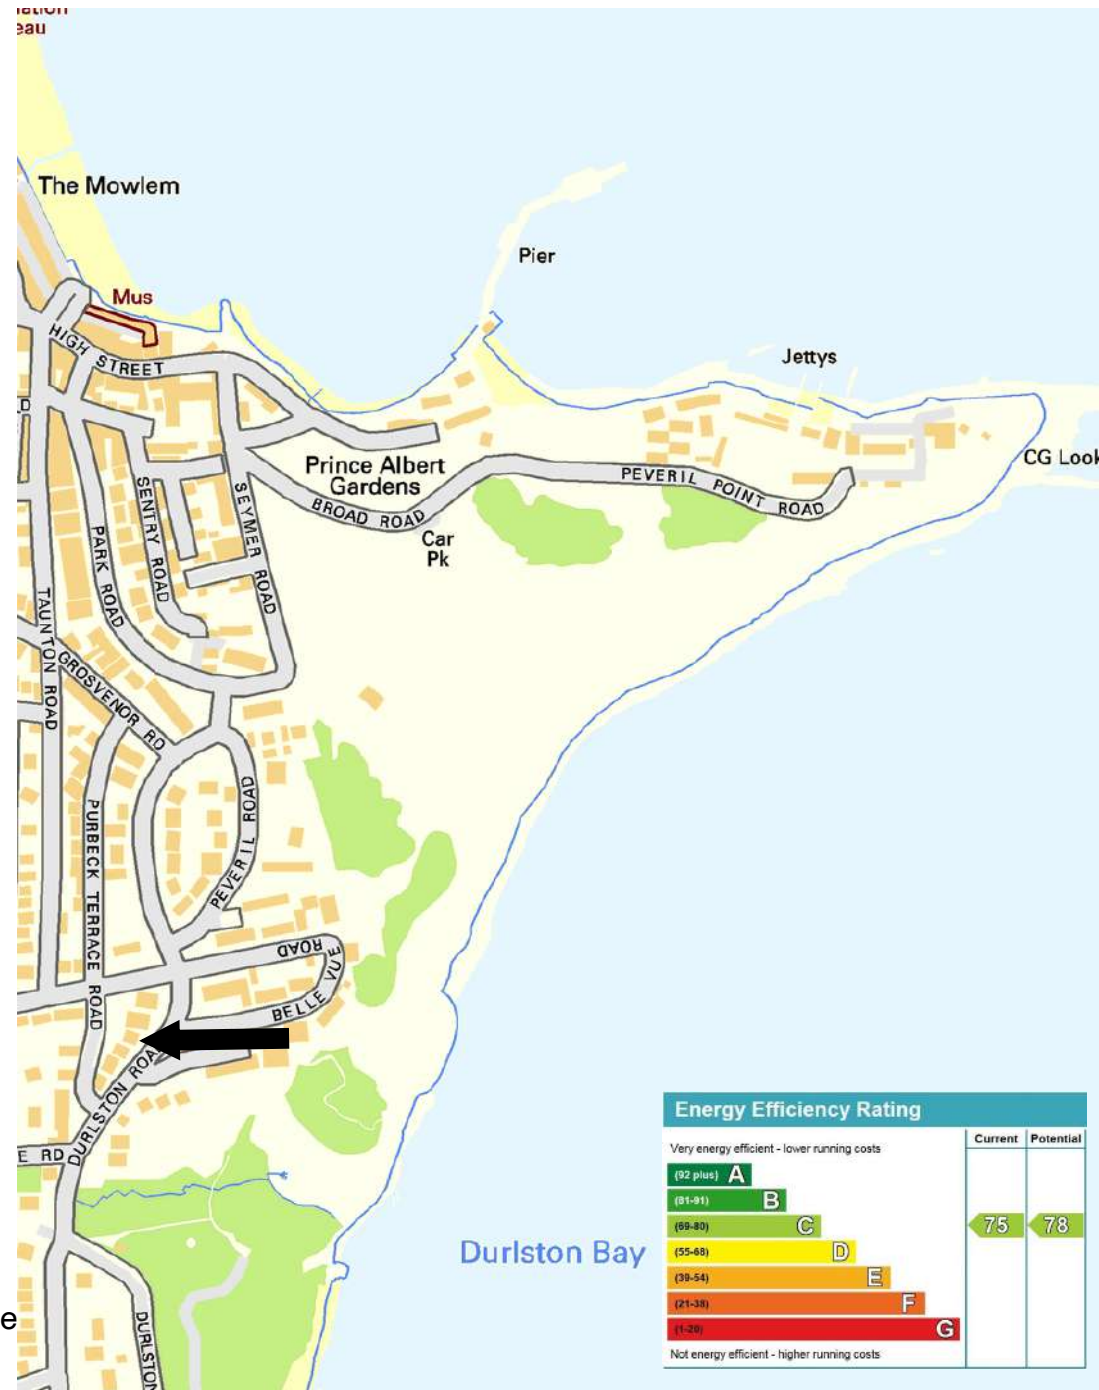 eau
The Mowlem
Pier
Mus
HIGH STREET
Jettys
D
Prince Albert
Gardens
CG Look
PEVERIL POINT ROAD
BROAD ROAD
Car
Pk
SENTRY ROAD
SEYMER ROAD
PARK ROAD
TAUNTON ROAD
GROSVENOR RD
PEVERIL ROAD
PURBECK TERRACE ROAD
BELLE VUE ROAD
DURLSTON ROA
E RD
Durlston Bay
DURLSTON
e
Energy Efficiency Rating
Current
Potential
Very energy efficient - lower running costs
(92 plus) A
(81-91) B
(69-80) C
75
78
(55-68) D
(39-54) E
(21-38) F
(1-20) G
Not energy efficient - higher running costs